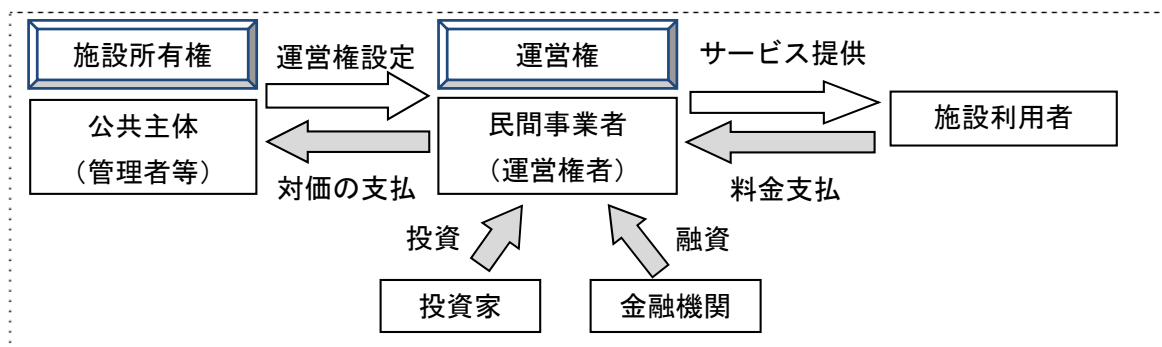 施設所有権
運営権設定
運営権
サービス提供
公共主体
（管理者等）
民間事業者
（運営権者）
施設利用者
対価の支払
料金支払
投資
融資
投資家
金融機関